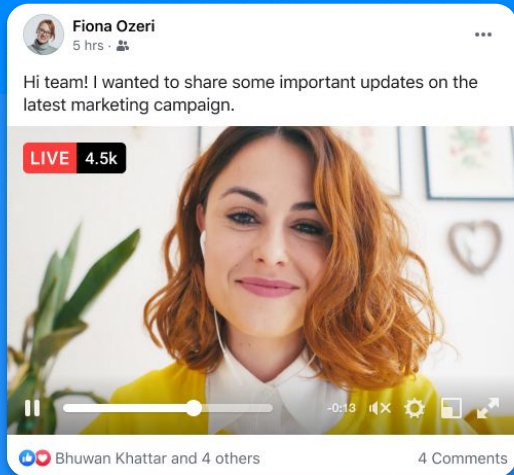 Fiona Ozeri
5 hrs ·
Hi team! I wanted to share some important updates on the
latest marketing campaign.
LIVE 4.5k
-0:13
Bhuwan Khattar and 4 others
4 Comments